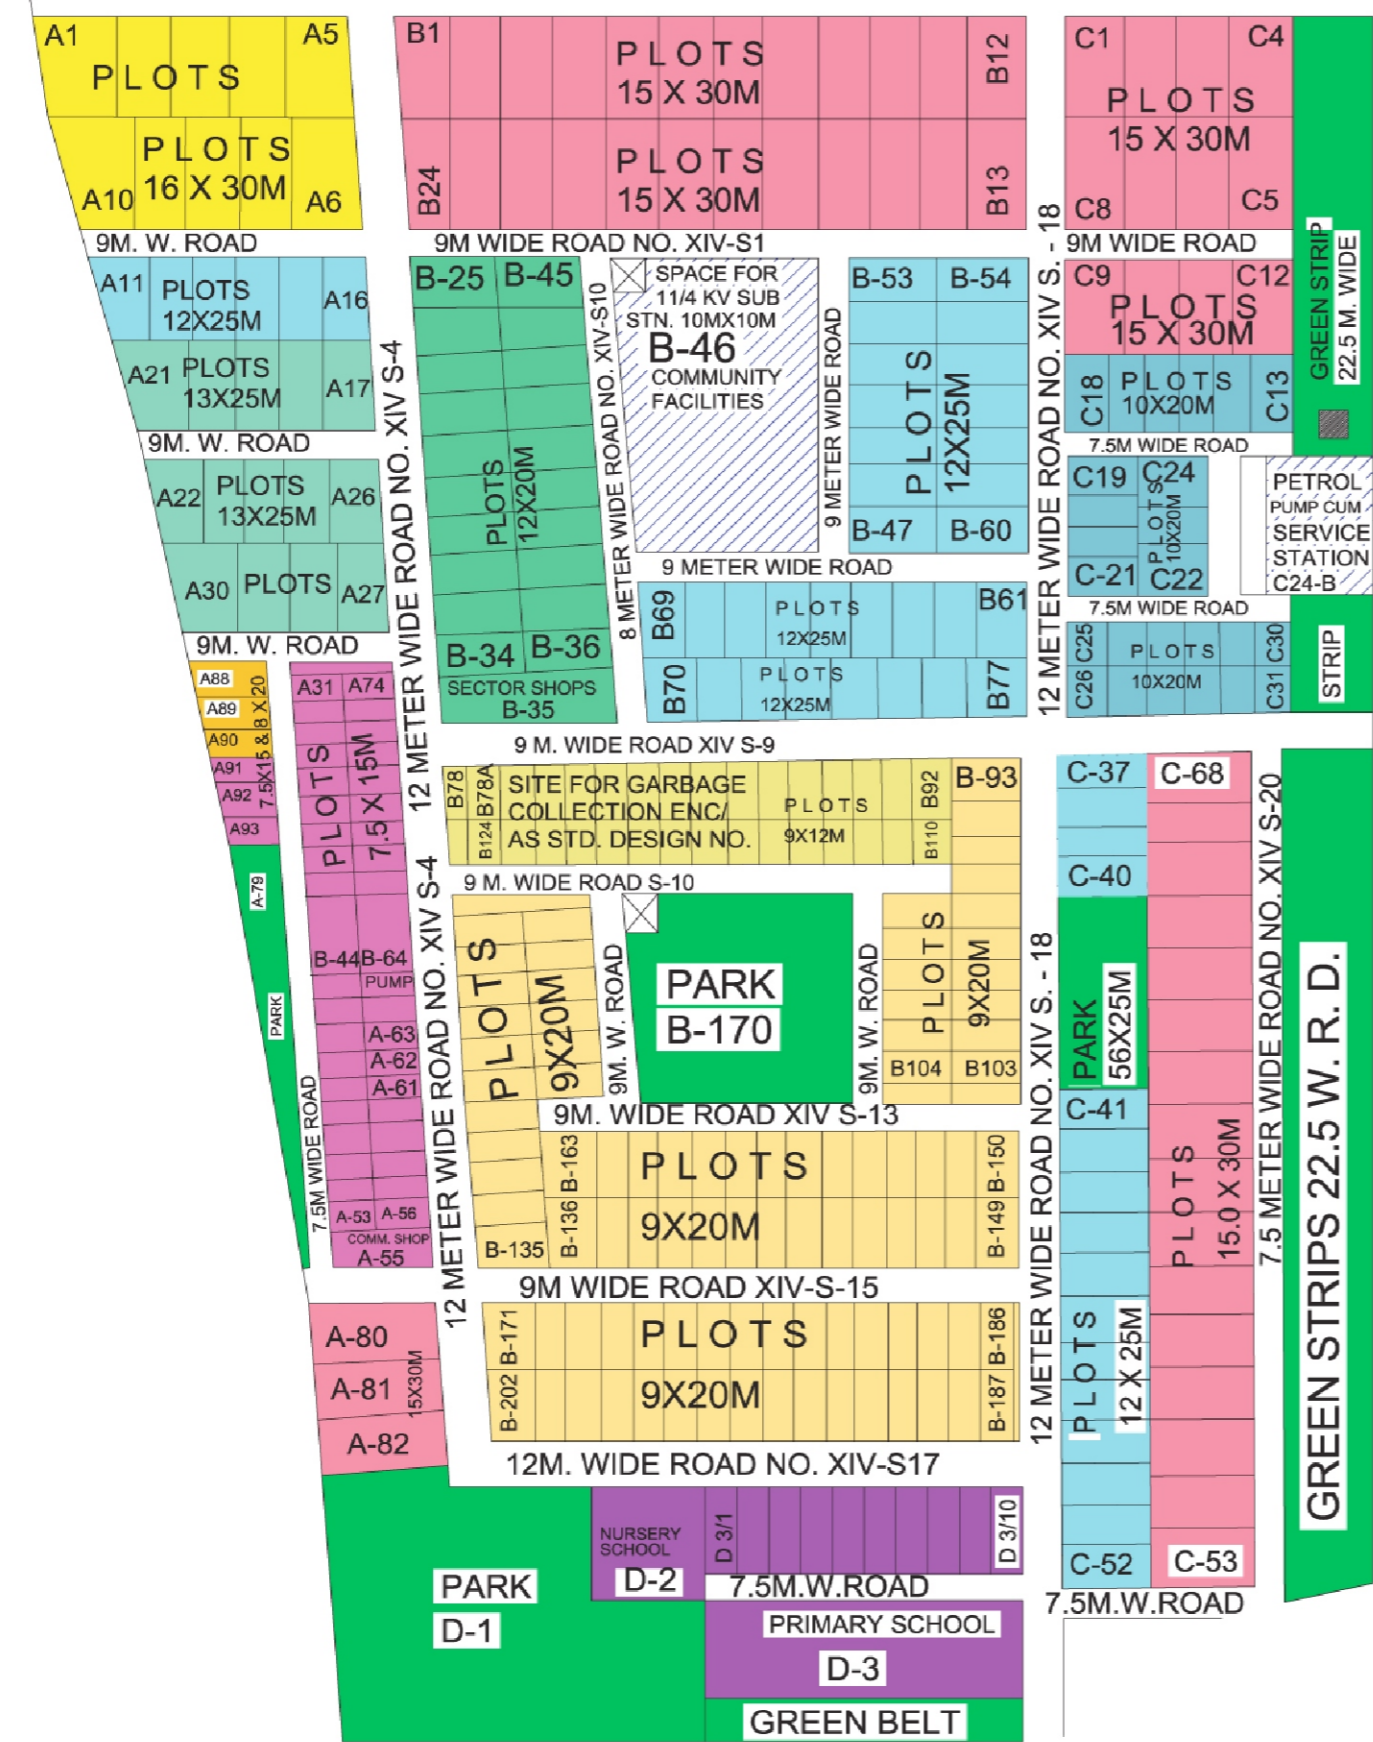 A1
A5
PLOTS
PLOTS
16 X 30M
A10
A6
9M. W. ROAD
B1
PLOTS
15 X 30M
B12
B24
PLOTS
15 X 30M
B13
9M WIDE ROAD NO. XIV-S1
C1
C4
PLOTS
15 X 30M
C8
C5
9M WIDE ROAD
GREEN STRIP
22.5 M. WIDE
A11
PLOTS
12X25M
A16
A21
PLOTS
13X25M
A17
9M. W. ROAD
A22
PLOTS
13X25M
A26
A30
PLOTS
A27
9M. W. ROAD
12 METER WIDE ROAD NO. XIV S-4
B-25
B-45
PLOTS
12X20M
B-34
B-36
SECTOR SHOPS
B-35
8 METER WIDE ROAD NO. XIV-S10
SPACE FOR
11/4 KV SUB
STN. 10MX10M
B-46
COMMUNITY
FACILITIES
9 METER WIDE ROAD
B-53
B-54
PLOTS
12X25M
B-47
B-60
9 METER WIDE ROAD
B69
PLOTS
12X25M
B61
B70
PLOTS
12X25M
B77
12 METER WIDE ROAD NO. XIV S. - 18
C9
C12
PLOTS
15 X 30M
C18
PLOTS
10X20M
C13
7.5M WIDE ROAD
C19
C24
PLOTS
10X20M
C-21
C22
PETROL
PUMP CUM
SERVICE
STATION
C24-B
7.5M WIDE ROAD
C25
C26
PLOTS
10X20M
C30
C31
STRIP
A88
A89
A90
A91
A92
A93
7.5X15 & 8 X 20
A31
A74
PLOTS
7.5 X 15M
B-44
B-64
PUMP
A-63
A-62
A-61
A-53
A-56
COMM. SHOP
A-55
A-79
PARK
7.5M WIDE ROAD
9 M. WIDE ROAD XIV S-9
B78
B78A
B124
SITE FOR GARBAGE
COLLECTION ENC/
AS STD. DESIGN NO.
PLOTS
9X12M
B92
B110
B-93
9 M. WIDE ROAD S-10
12 METER WIDE ROAD NO. XIV S-4
PLOTS
9X20M
B-135
9M. W. ROAD
PARK
B-170
9M. W. ROAD
PLOTS
9X20M
B104
B103
9M. WIDE ROAD XIV S-13
B-163
B-136
PLOTS
9X20M
B-150
B-149
9M WIDE ROAD XIV-S-15
B-171
B-202
PLOTS
9X20M
B-186
B-187
12M. WIDE ROAD NO. XIV-S17
12 METER WIDE ROAD NO. XIV S. - 18
C-37
C-40
PARK
56X25M
C-41
PLOTS
12 X 25M
C-52
C-68
PLOTS
15.0 X 30M
C-53
7.5 METER WIDE ROAD NO. XIV S-20
GREEN STRIPS 22.5 W. R. D.
7.5M.W.ROAD
A-80
A-81
A-82
15X30M
PARK
D-1
NURSERY
SCHOOL
D-2
D 3/1
D 3/10
7.5M.W.ROAD
PRIMARY SCHOOL
D-3
GREEN BELT